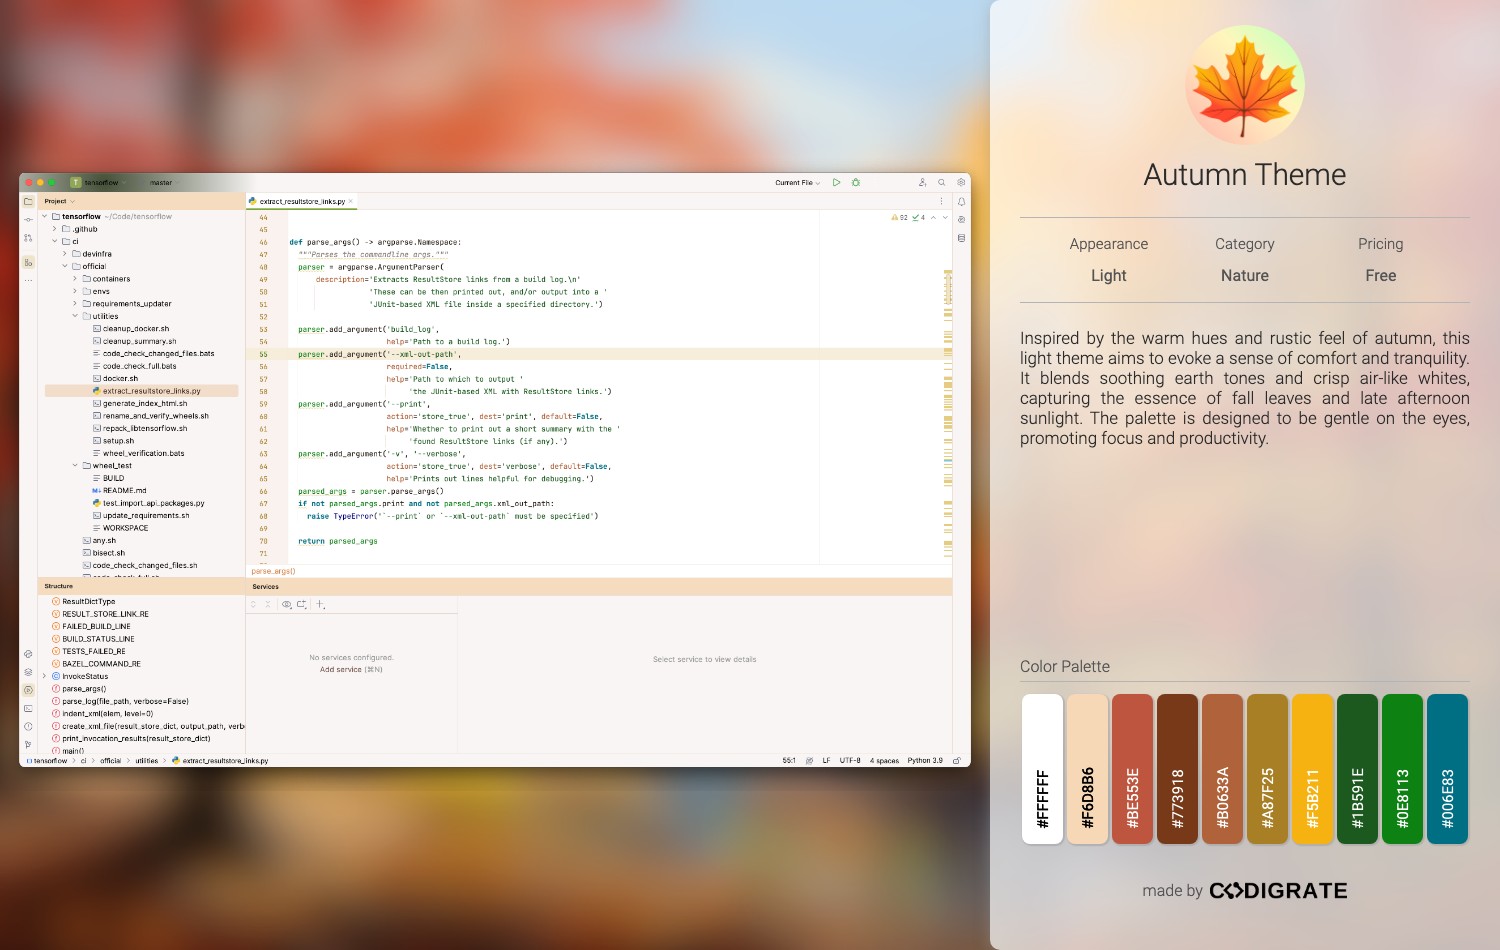 T tensorflow
master
Current File
Project
extract_resultstore_links.py
92
4
tensorflow ~/Code/tensorflow
.github
ci
devinfra
official
containers
envs
requirements_updater
utilities
cleanup_docker.sh
cleanup_summary.sh
code_check_changed_files.bats
code_check_full.bats
docker.sh
extract_resultstore_links.py
generate_index_html.sh
rename_and_verify_wheels.sh
repack_libtensorflow.sh
setup.sh
wheel_verification.bats
wheel_test
BUILD
README.md
test_import_api_packages.py
update_requirements.sh
WORKSPACE
any.sh
bisect.sh
code_check_changed_files.sh
code_check_full.sh
44
45
46 def parse_args() -> argparse.Namespace:
47 """Parses the commandline args."""
48 parser = argparse.ArgumentParser(
49 description='Extracts ResultStore links from a build log.\n'
50 'These can be then printed out, and/or output into a '
51 'JUnit-based XML file inside a specified directory.')
52
53 parser.add_argument('build_log',
54 help='Path to a build log.')
55 parser.add_argument('--xml-out-path',
56 required=False,
57 help='Path to which to output '
58 'the JUnit-based XML with ResultStore links.')
59 parser.add_argument('--print',
60 action='store_true', dest='print', default=False,
61 help='Whether to print out a short summary with the '
62 'found ResultStore links (if any).')
63 parser.add_argument('-v', '--verbose',
64 action='store_true', dest='verbose', default=False,
65 help='Prints out lines helpful for debugging.')
66 parsed_args = parser.parse_args()
67 if not parsed_args.print and not parsed_args.xml_out_path:
68 raise TypeError('`--print` or `--xml-out-path` must be specified')
69
70 return parsed_args
71
parse_args()
Structure
ResultDictType
RESULT_STORE_LINK_RE
FAILED_BUILD_LINE
BUILD_STATUS_LINE
TESTS_FAILED_RE
BAZEL_COMMAND_RE
InvokeStatus
parse_args()
parse_log(file_path, verbose=False)
indent_xml(elem, level=0)
create_xml_file(result_store_dict, output_path, verbo
print_invocation_results(result_store_dict)
main()
Services
No services configured.
Add service (⌘N)
Select service to view details
tensorflow > ci > official > utilities > extract_resultstore_links.py
55:1 LF UTF-8 4 spaces Python 3.9
Autumn Theme
Appearance Category Pricing
Light Nature Free
Inspired by the warm hues and rustic feel of autumn, this
light theme aims to evoke a sense of comfort and tranquility.
It blends soothing earth tones and crisp air-like whites,
capturing the essence of fall leaves and late afternoon
sunlight. The palette is designed to be gentle on the eyes,
promoting focus and productivity.
Color Palette
#FFFFFF
#F6D8B6
#BE553E
#773918
#B0633A
#A87F25
#F5B211
#1B591E
#0E8113
#006E83
made by CODIGRATE